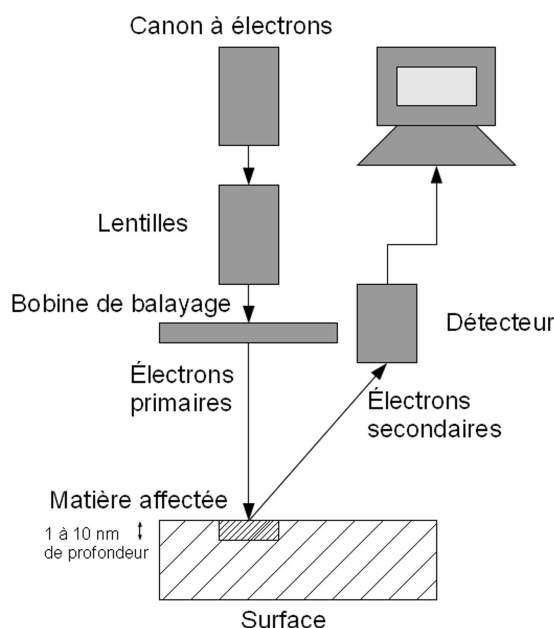 Canon à électrons
Lentilles
Bobine de balayage
Détecteur
Électrons
primaires
Électrons
secondaires
Matière affectée
1 à 10 nm
de profondeur
Surface